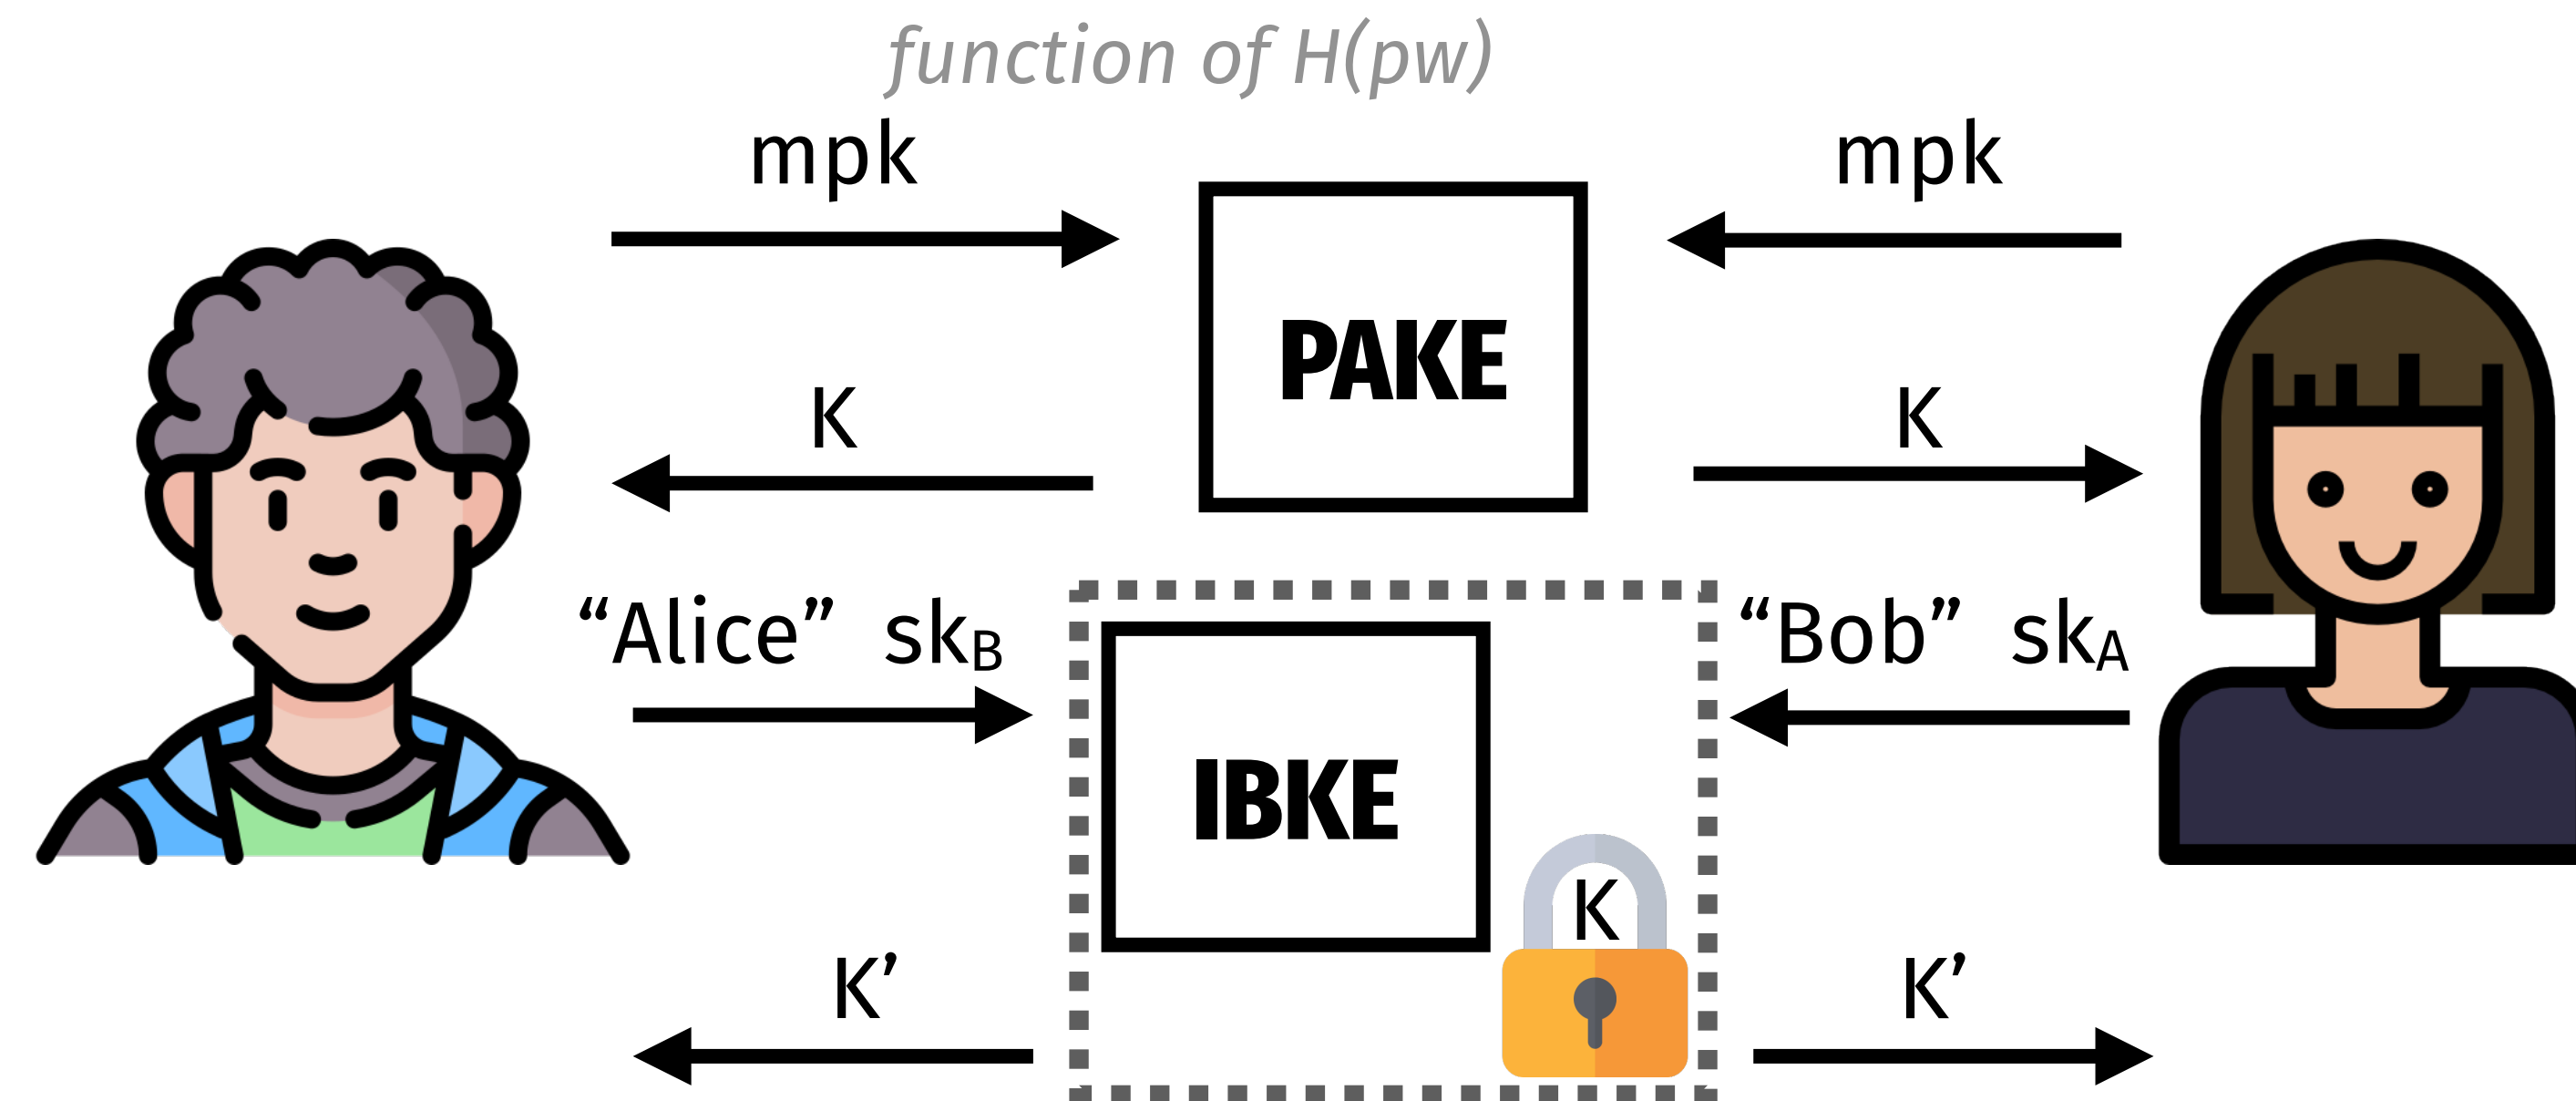 function of H(pw)
mpk mpk
PAKE
K K
“Alice” skB “Bob” skA
IBKE
K
K’ K’